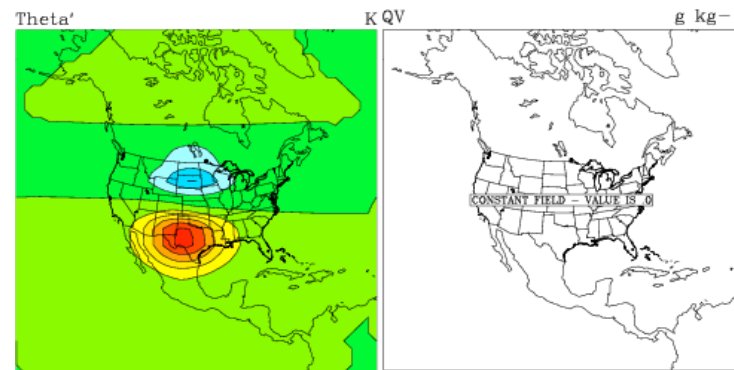 Theta' K
QV g kg-
CONSTANT FIELD - VALUE IS 0